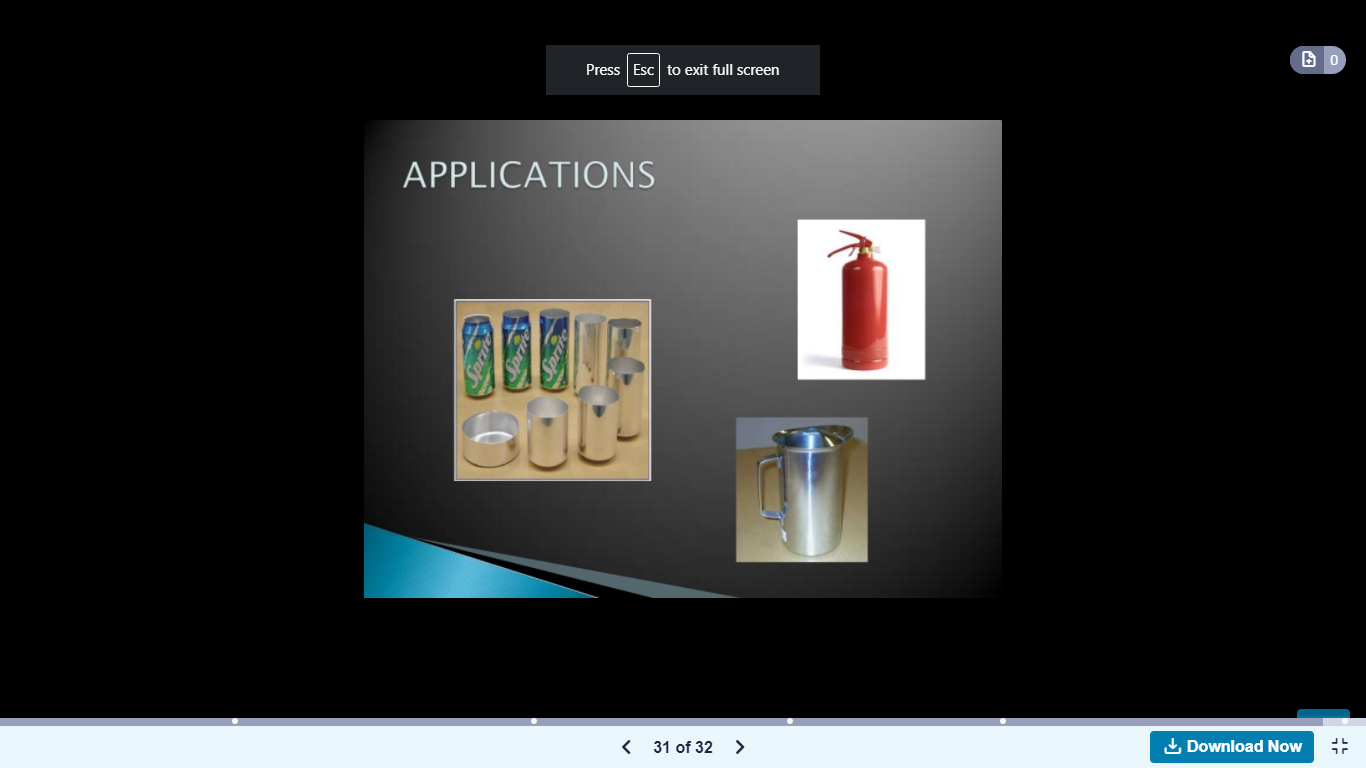 Press Esc to exit full screen
0
APPLICATIONS
Sprite Sprite Sprite
31 of 32
Download Now